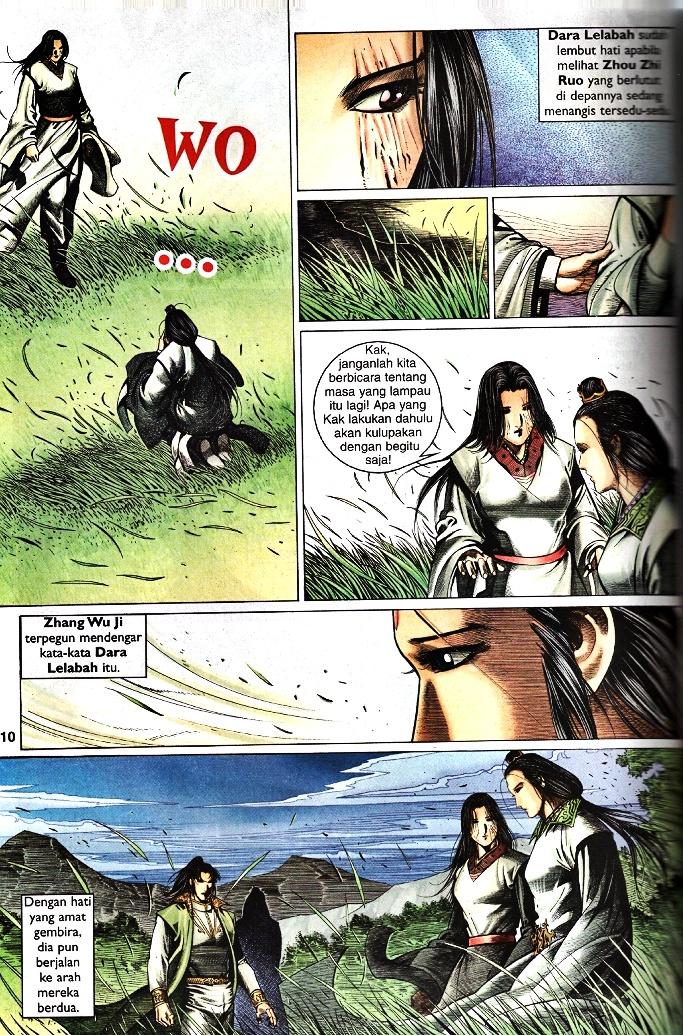 WO
...
Dara Lelabah sudah
lembut hati apabila
melihat Zhou Zhi
Ruo yang berlutut
di depannya sedang
menangis tersedu-sedu.
Kak,
janganlah kita
berbicara tentang
masa yang lampau
itu lagi! Apa yang
Kak lakukan dahulu
akan kulupakan
dengan begitu
saja!
Zhang Wu Ji
terpegun mendengar
kata-kata Dara
Lelabah itu.
10
Dengan hati
yang amat
gembira,
dia pun
berjalan
ke arah
mereka
berdua.